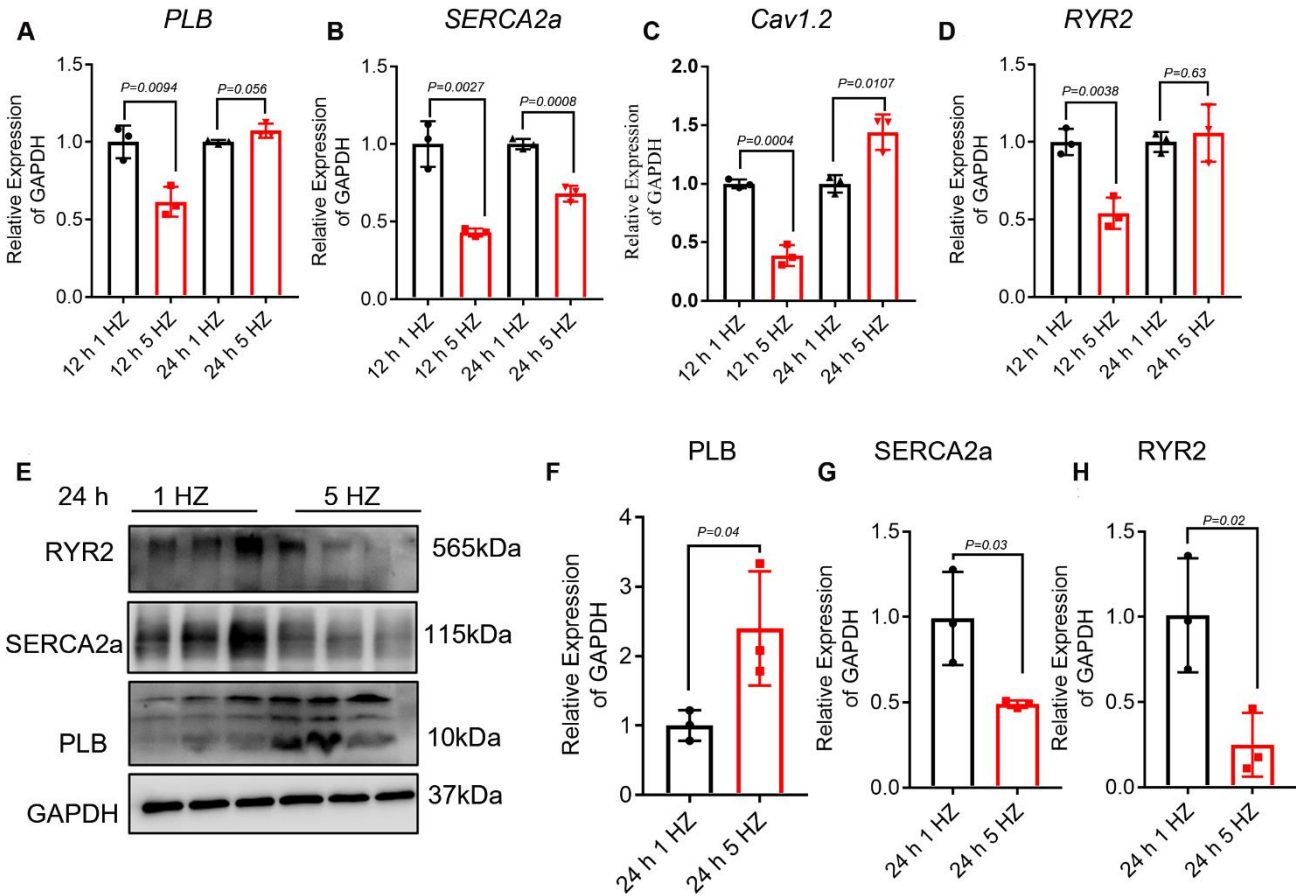 A
PLB
Relative Expression
of GAPDH
1.5
1.0
0.5
0.0
P=0.0094
P=0.056
12 h 1 HZ
12 h 5 HZ
24 h 1 HZ
24 h 5 HZ
B
SERCA2a
Relative Expression
of GAPDH
1.5
1.0
0.5
0.0
P=0.0027
P=0.0008
12 h 1 HZ
12 h 5 HZ
24 h 1 HZ
24 h 5 HZ
C
Cav1.2
Relative Expression
of GAPDH
2.0
1.5
1.0
0.5
0.0
P=0.0004
P=0.0107
12 h 1 HZ
12 h 5 HZ
24 h 1 HZ
24 h 5 HZ
D
RYR2
Relative Expression
of GAPDH
1.5
1.0
0.5
0.0
P=0.0038
P=0.63
12 h 1 HZ
12 h 5 HZ
24 h 1 HZ
24 h 5 HZ
E
24 h 1 HZ 5 HZ
RYR2 565kDa
SERCA2a 115kDa
PLB 10kDa
GAPDH 37kDa
F
PLB
Relative Expression
of GAPDH
4
3
2
1
0
P=0.04
24 h 1 HZ
24 h 5 HZ
G
SERCA2a
Relative Expression
of GAPDH
1.5
1.0
0.5
0.0
P=0.03
24 h 1 HZ
24 h 5 HZ
H
RYR2
Relative Expression
of GAPDH
1.5
1.0
0.5
0.0
P=0.02
24 h 1 HZ
24 h 5 HZ